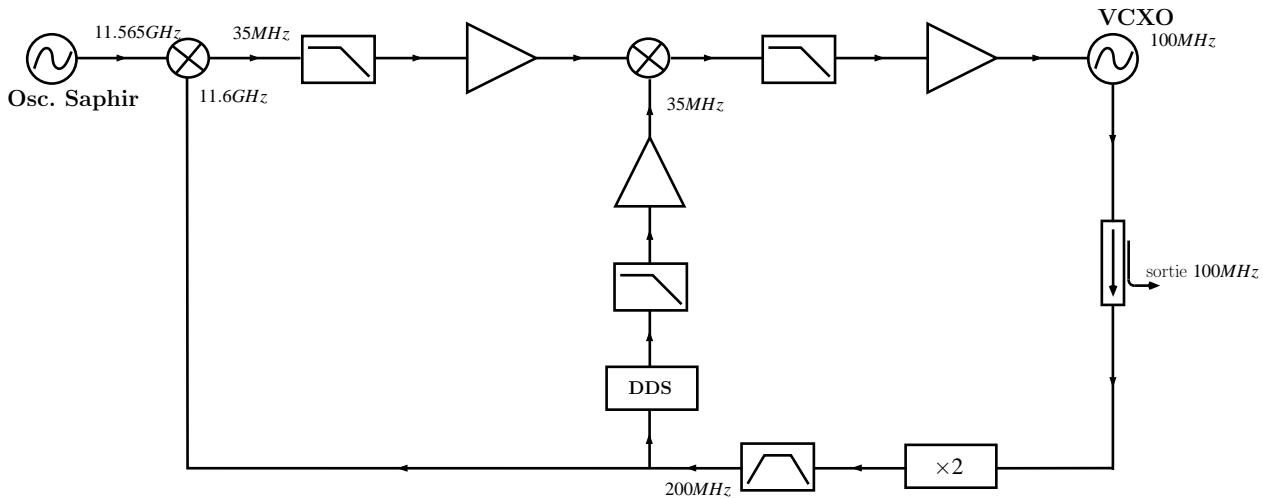 VCXO
100MHz
11.565GHz
35MHz
Osc. Saphir
11.6GHz
35MHz
sortie 100MHz
DDS
×2
200MHz